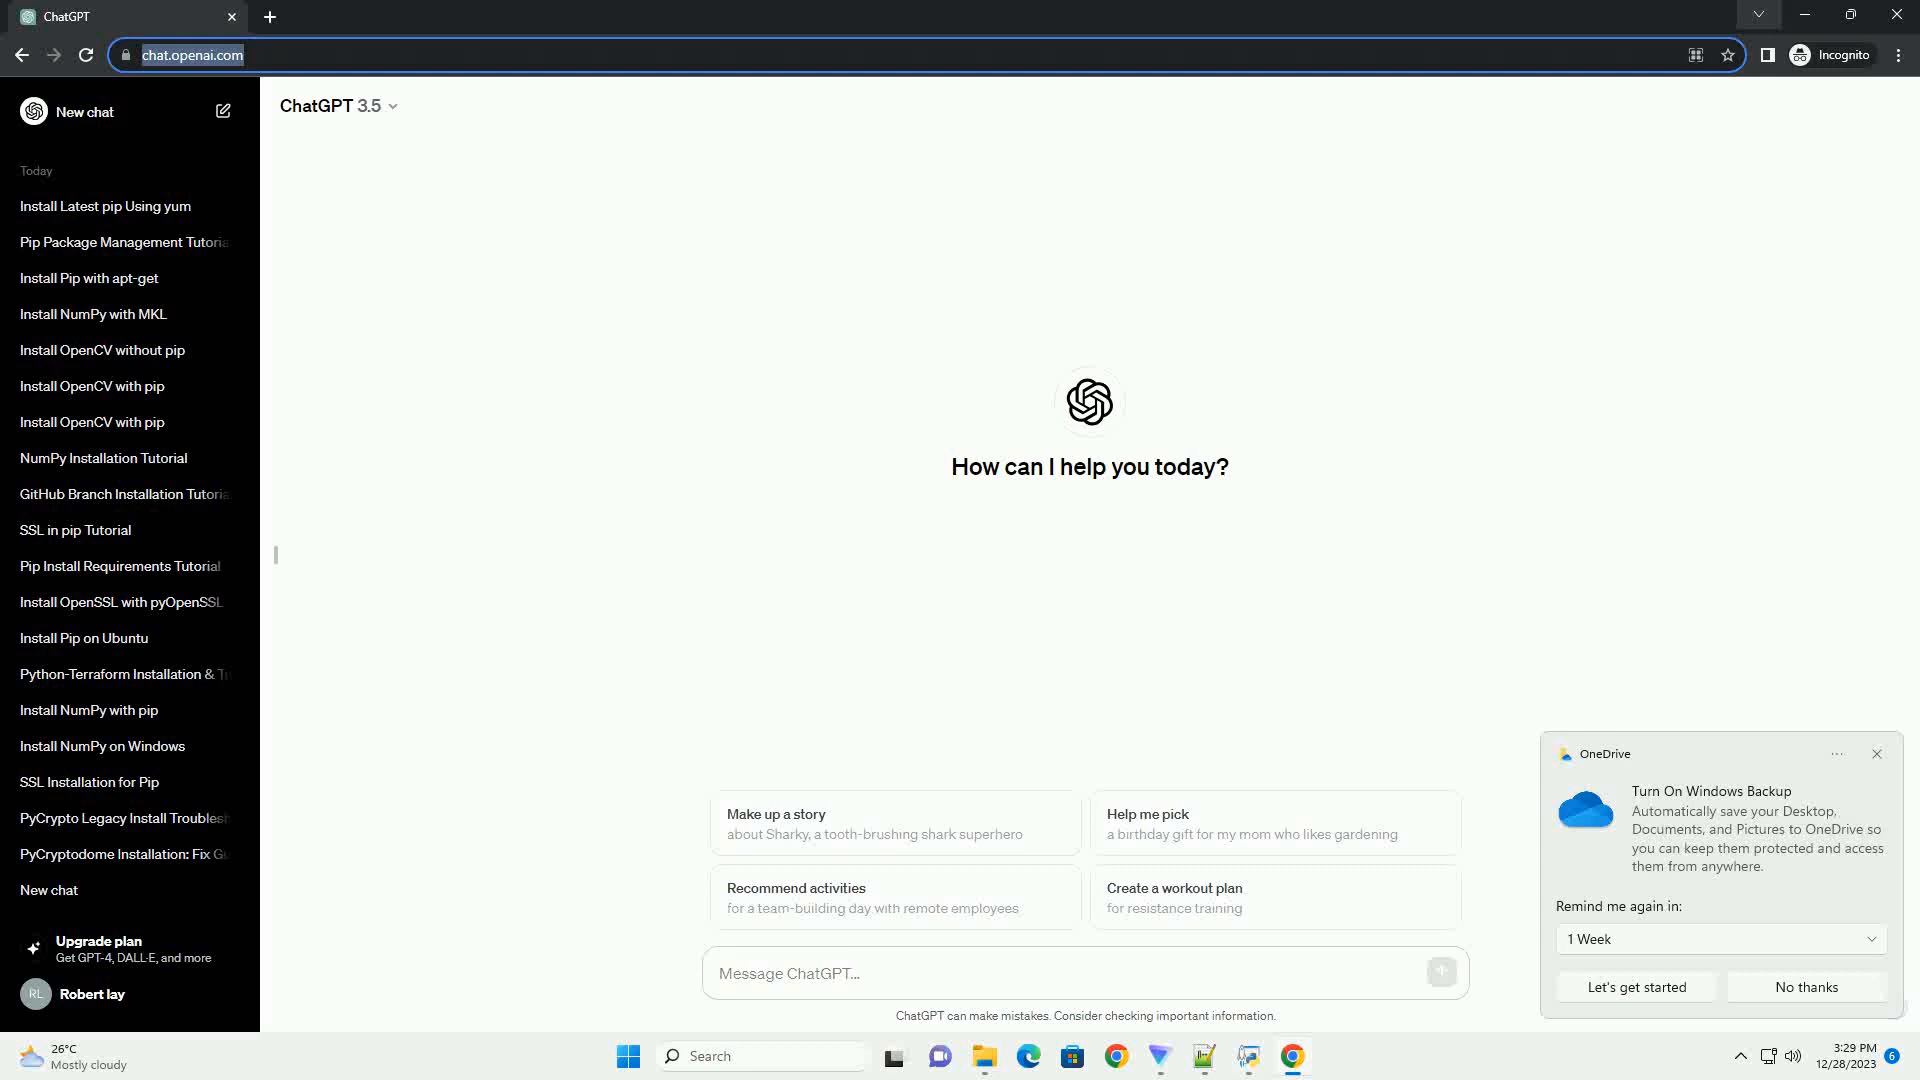 ChatGPT
chat.openai.com
Incognito
New chat
ChatGPT 3.5
Today
Install Latest pip Using yum
Pip Package Management Tutoria
Install Pip with apt-get
Install NumPy with MKL
Install OpenCV without pip
Install OpenCV with pip
Install OpenCV with pip
NumPy Installation Tutorial
GitHub Branch Installation Tutoria
SSL in pip Tutorial
Pip Install Requirements Tutorial
Install OpenSSL with pyOpenSSL
Install Pip on Ubuntu
Python-Terraform Installation & Tu
Install NumPy with pip
Install NumPy on Windows
SSL Installation for Pip
PyCrypto Legacy Install Troublesh
PyCryptodome Installation: Fix Gu
New chat
Upgrade plan
Get GPT-4, DALL·E, and more
RL
Robert lay
How can I help you today?
Make up a story
about Sharky, a tooth-brushing shark superhero
Help me pick
a birthday gift for my mom who likes gardening
Recommend activities
for a team-building day with remote employees
Create a workout plan
for resistance training
Message ChatGPT...
ChatGPT can make mistakes. Consider checking important information.
OneDrive
Turn On Windows Backup
Automatically save your Desktop,
Documents, and Pictures to OneDrive so
you can keep them protected and access
them from anywhere.
Remind me again in:
1 Week
Let's get started
No thanks
26°C
Mostly cloudy
Search
3:29 PM
12/28/2023
6